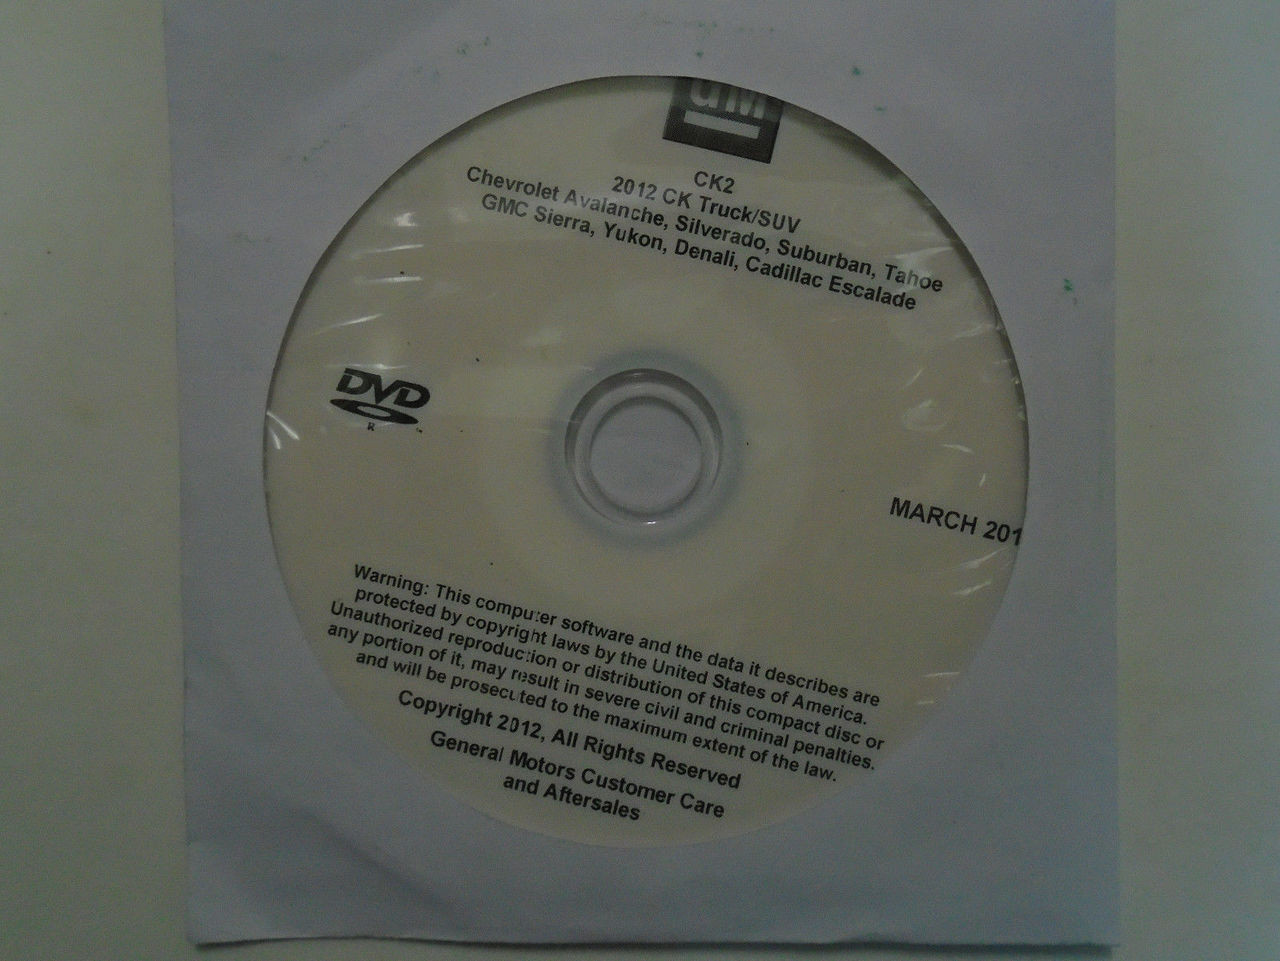 GM
CK2
2012 CK Truck/SUV
Chevrolet Avalanche, Silverado, Suburban, Tahoe
GMC Sierra, Yukon, Denali, Cadillac Escalade
DVD
R
MARCH 201
Warning: This computer software and the data it describes are
protected by copyright laws by the United States of America.
Unauthorized reproduction or distribution of this compact disc or
any portion of it, may result in severe civil and criminal penalties.
and will be prosecuted to the maximum extent of the law.
Copyright 2012, All Rights Reserved
General Motors Customer Care
and Aftersales